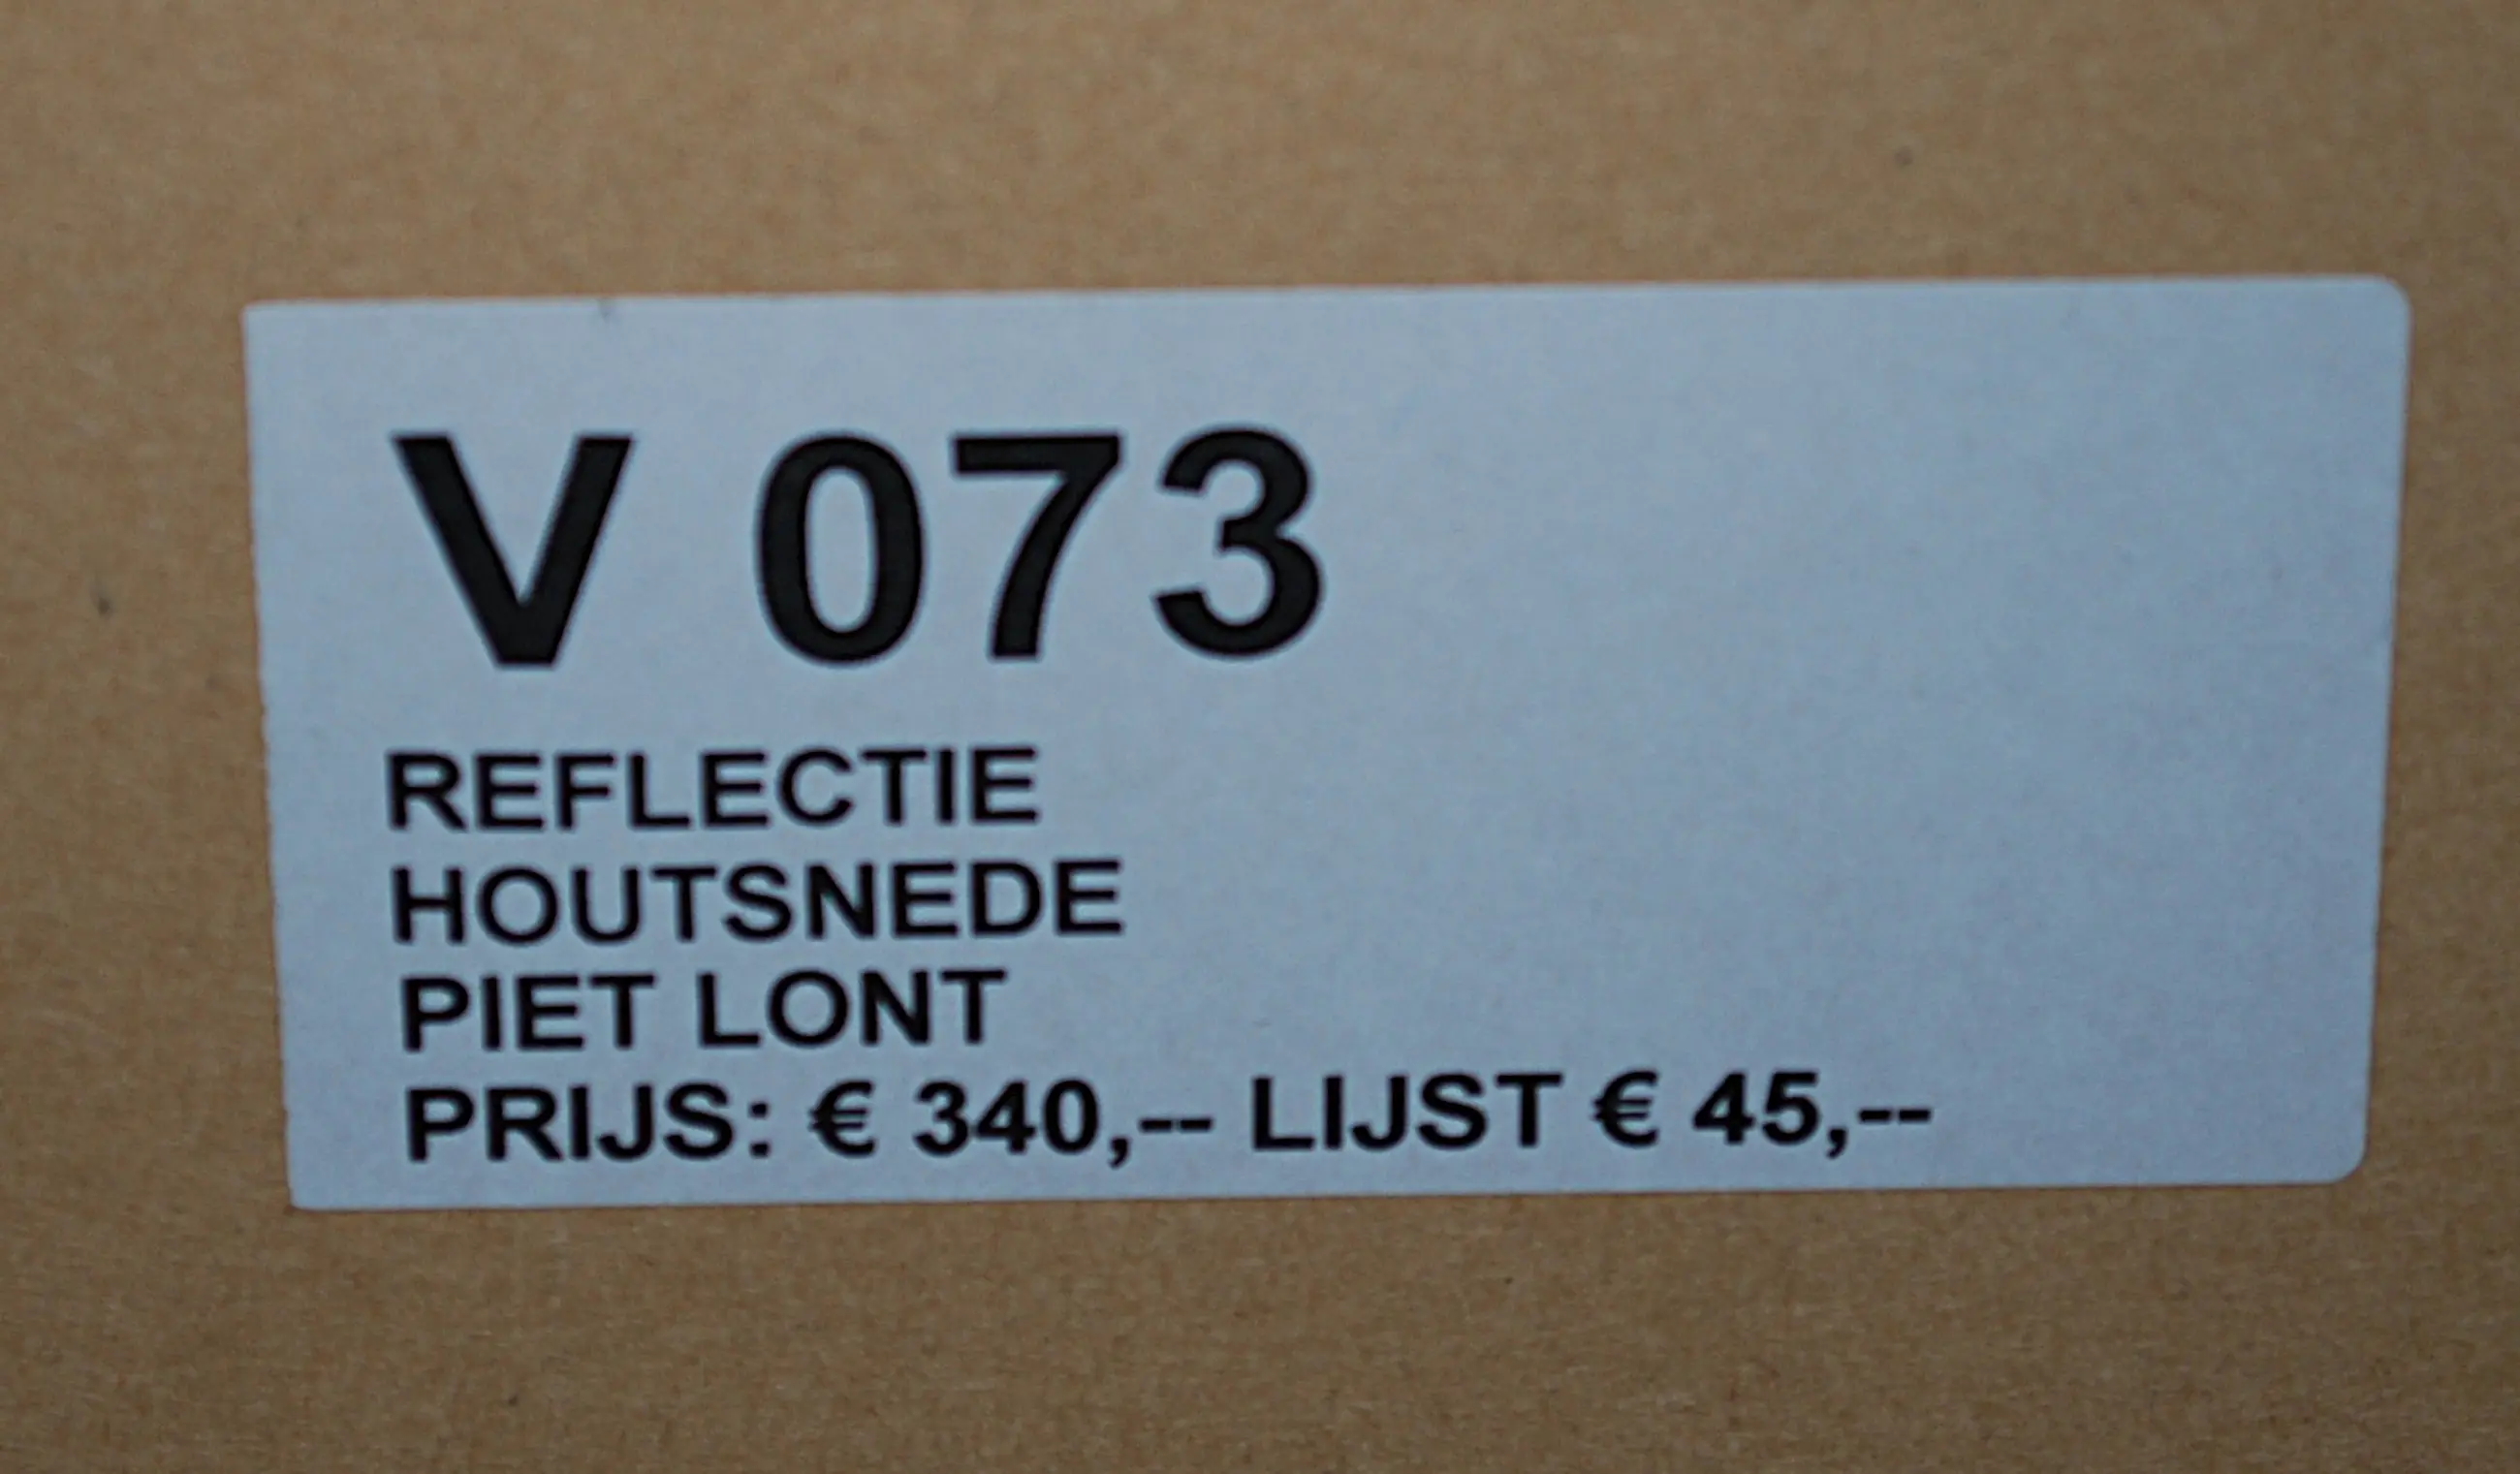 V 073
REFLECTIE
HOUTSNEDE
PIET LONT
PRIJS: € 340,-- LIJST € 45,--